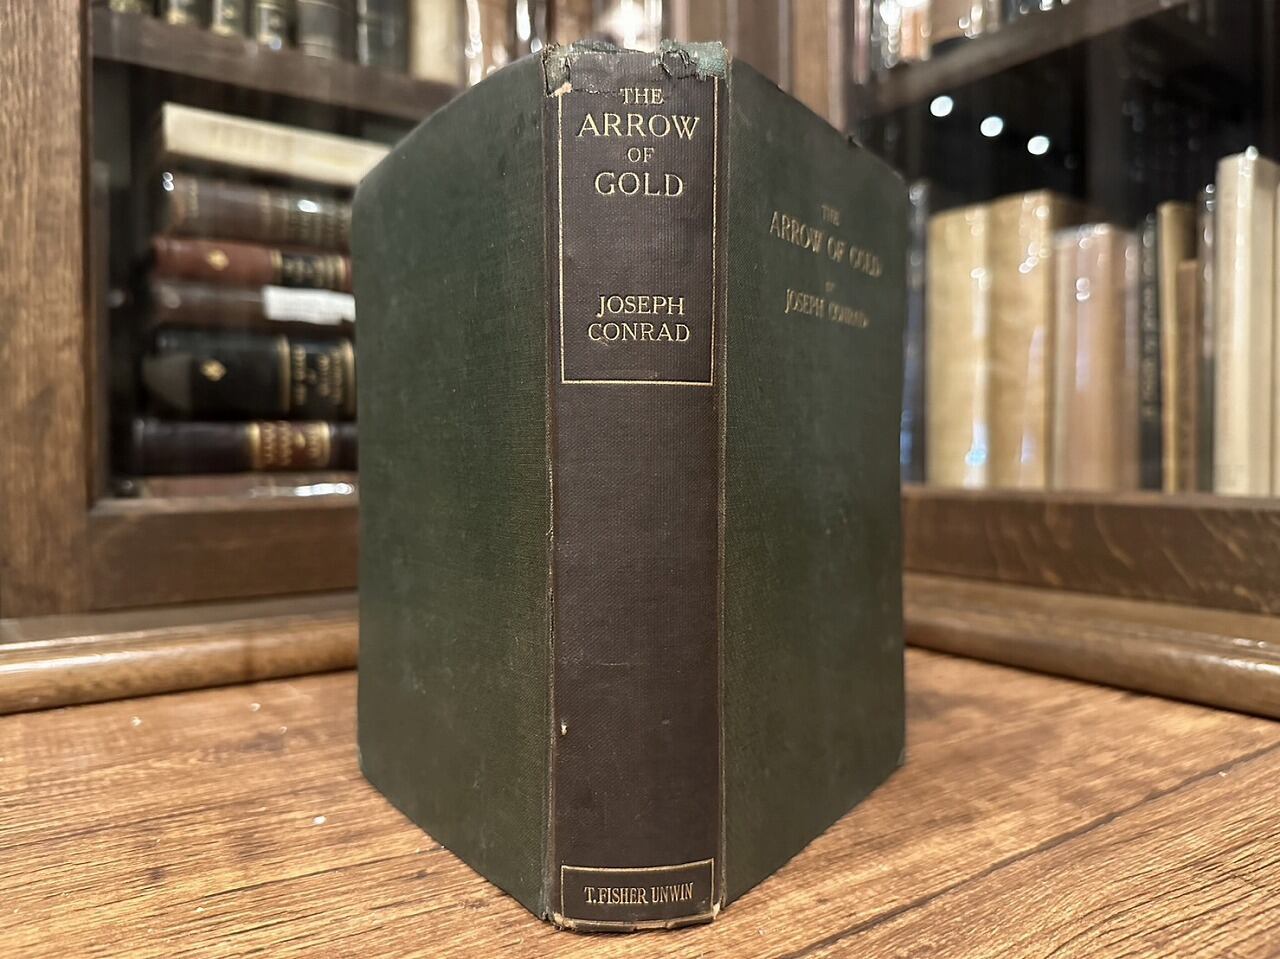 THE
ARROW
OF
GOLD
JOSEPH
CONRAD
T. FISHER UNWIN
THE
ARROW OF GOLD
BY
JOSEPH CONRAD